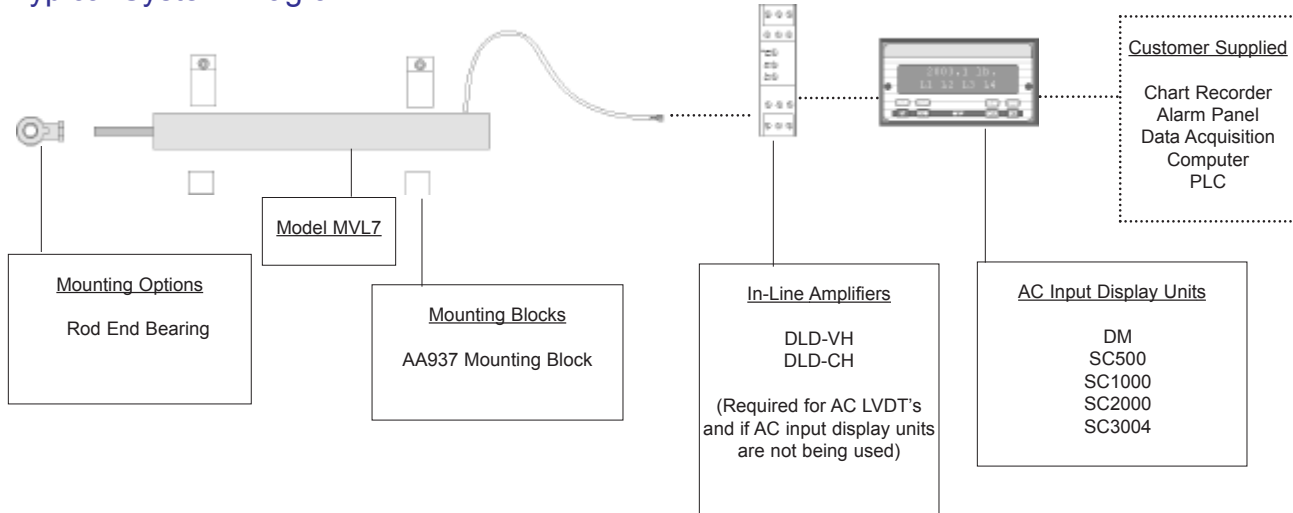 Customer Supplied
Chart Recorder
Alarm Panel
Data Acquisition
Computer
PLC
Model MVL7
Mounting Options
Rod End Bearing
Mounting Blocks
AA937 Mounting Block
In-Line Amplifiers
DLD-VH
DLD-CH
(Required for AC LVDT's
and if AC input display units
are not being used)
AC Input Display Units
DM
SC500
SC1000
SC2000
SC3004